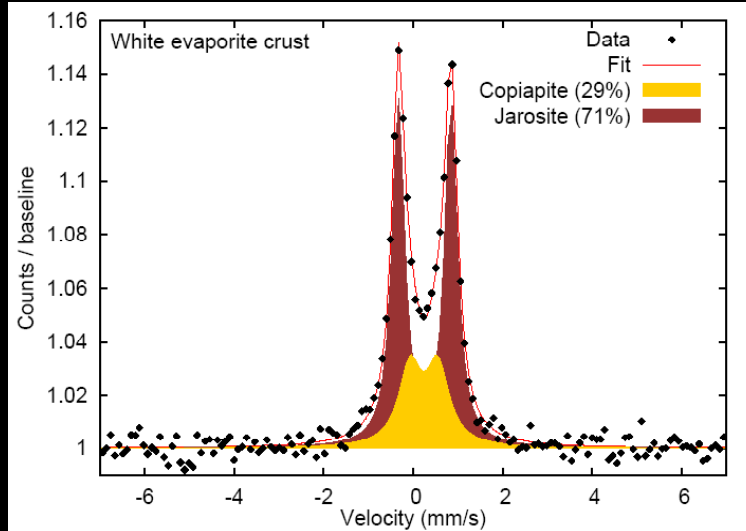 White evaporite crust
Data
Fit
Copiapite (29%)
Jarosite (71%)
Counts / baseline
1.16
1.14
1.12
1.1
1.08
1.06
1.04
1.02
1
-6 -4 -2 0 2 4 6
Velocity (mm/s)